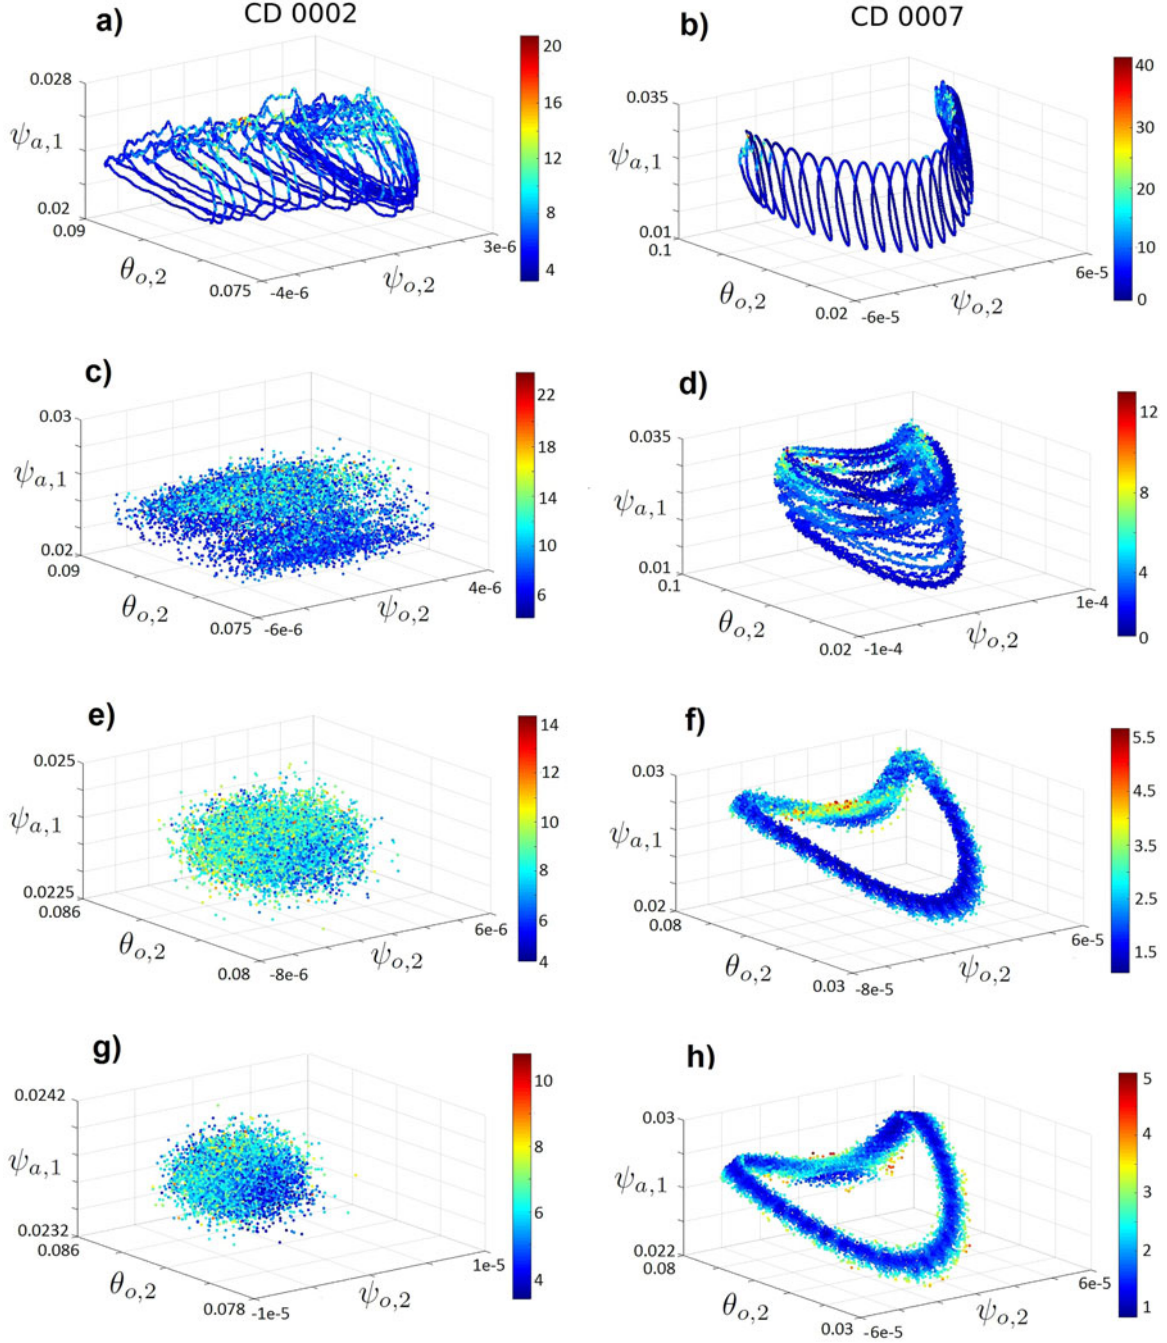 CD 0002
CD 0007
a)
0.028
ψa,1
0.02
0.09
θo,2
0.075
-4e-6
ψo,2
3e-6
20
16
12
8
4
b)
0.035
ψa,1
0.01
0.1
θo,2
0.02
-6e-5
ψo,2
6e-5
40
30
20
10
0
c)
0.03
ψa,1
0.02
0.09
θo,2
0.075
-6e-6
ψo,2
4e-6
22
18
14
10
6
d)
0.035
ψa,1
0.01
0.1
θo,2
0.02
-1e-4
ψo,2
1e-4
12
8
4
0
e)
0.025
ψa,1
0.0225
0.086
θo,2
0.08
-8e-6
ψo,2
6e-6
14
12
10
8
6
4
f)
0.03
ψa,1
0.02
0.08
θo,2
0.03
-8e-5
ψo,2
6e-5
5.5
4.5
3.5
2.5
1.5
g)
0.0242
ψa,1
0.0232
0.086
θo,2
0.078
-1e-5
ψo,2
1e-5
10
8
6
4
h)
0.03
ψa,1
0.022
0.08
θo,2
0.03
-6e-5
ψo,2
6e-5
5
4
3
2
1